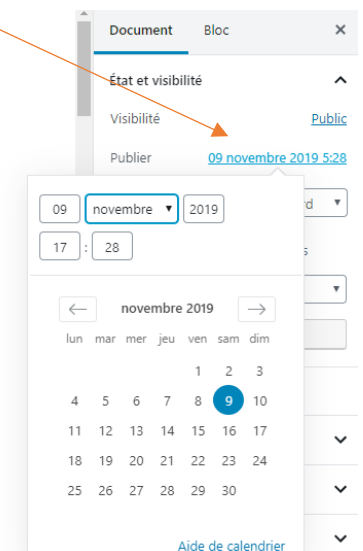 Document Bloc ×
État et visibilité
Visibilité Public
Publier 09 novembre 2019 5:28
09 novembre 2019
17 : 28
novembre 2019
lun mar mer jeu ven sam dim
1 2 3
4 5 6 7 8 9 10
11 12 13 14 15 16 17
18 19 20 21 22 23 24
25 26 27 28 29 30
Aide de calendrier